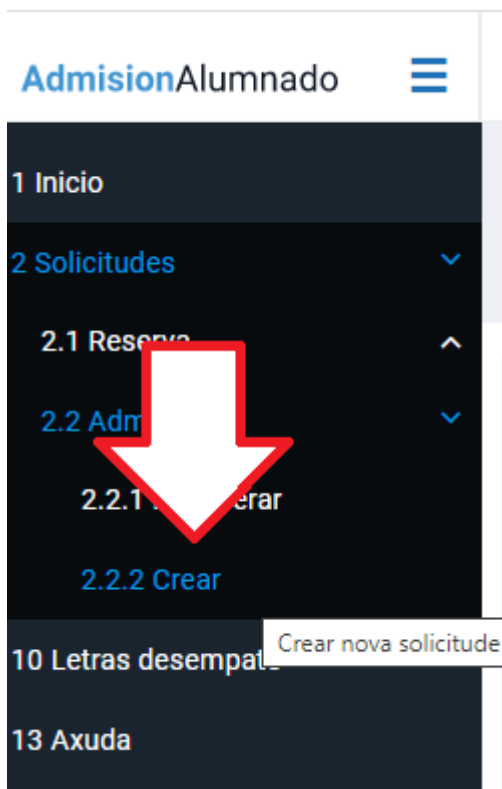 AdmisionAlumnado
1 Inicio
2 Solicitudes
2.1 Reserva
2.2
2.2.1
2.2.2 Crear
Crear nova solicitude
10 Letras desempate
13 Axuda